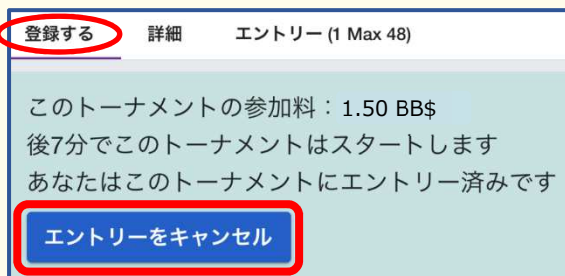 登録する 詳細 エントリー (1 Max 48)
このトーナメントの参加料：1.50 BB$
後7分でこのトーナメントはスタートします
あなたはこのトーナメントにエントリー済みです
エントリーをキャンセル